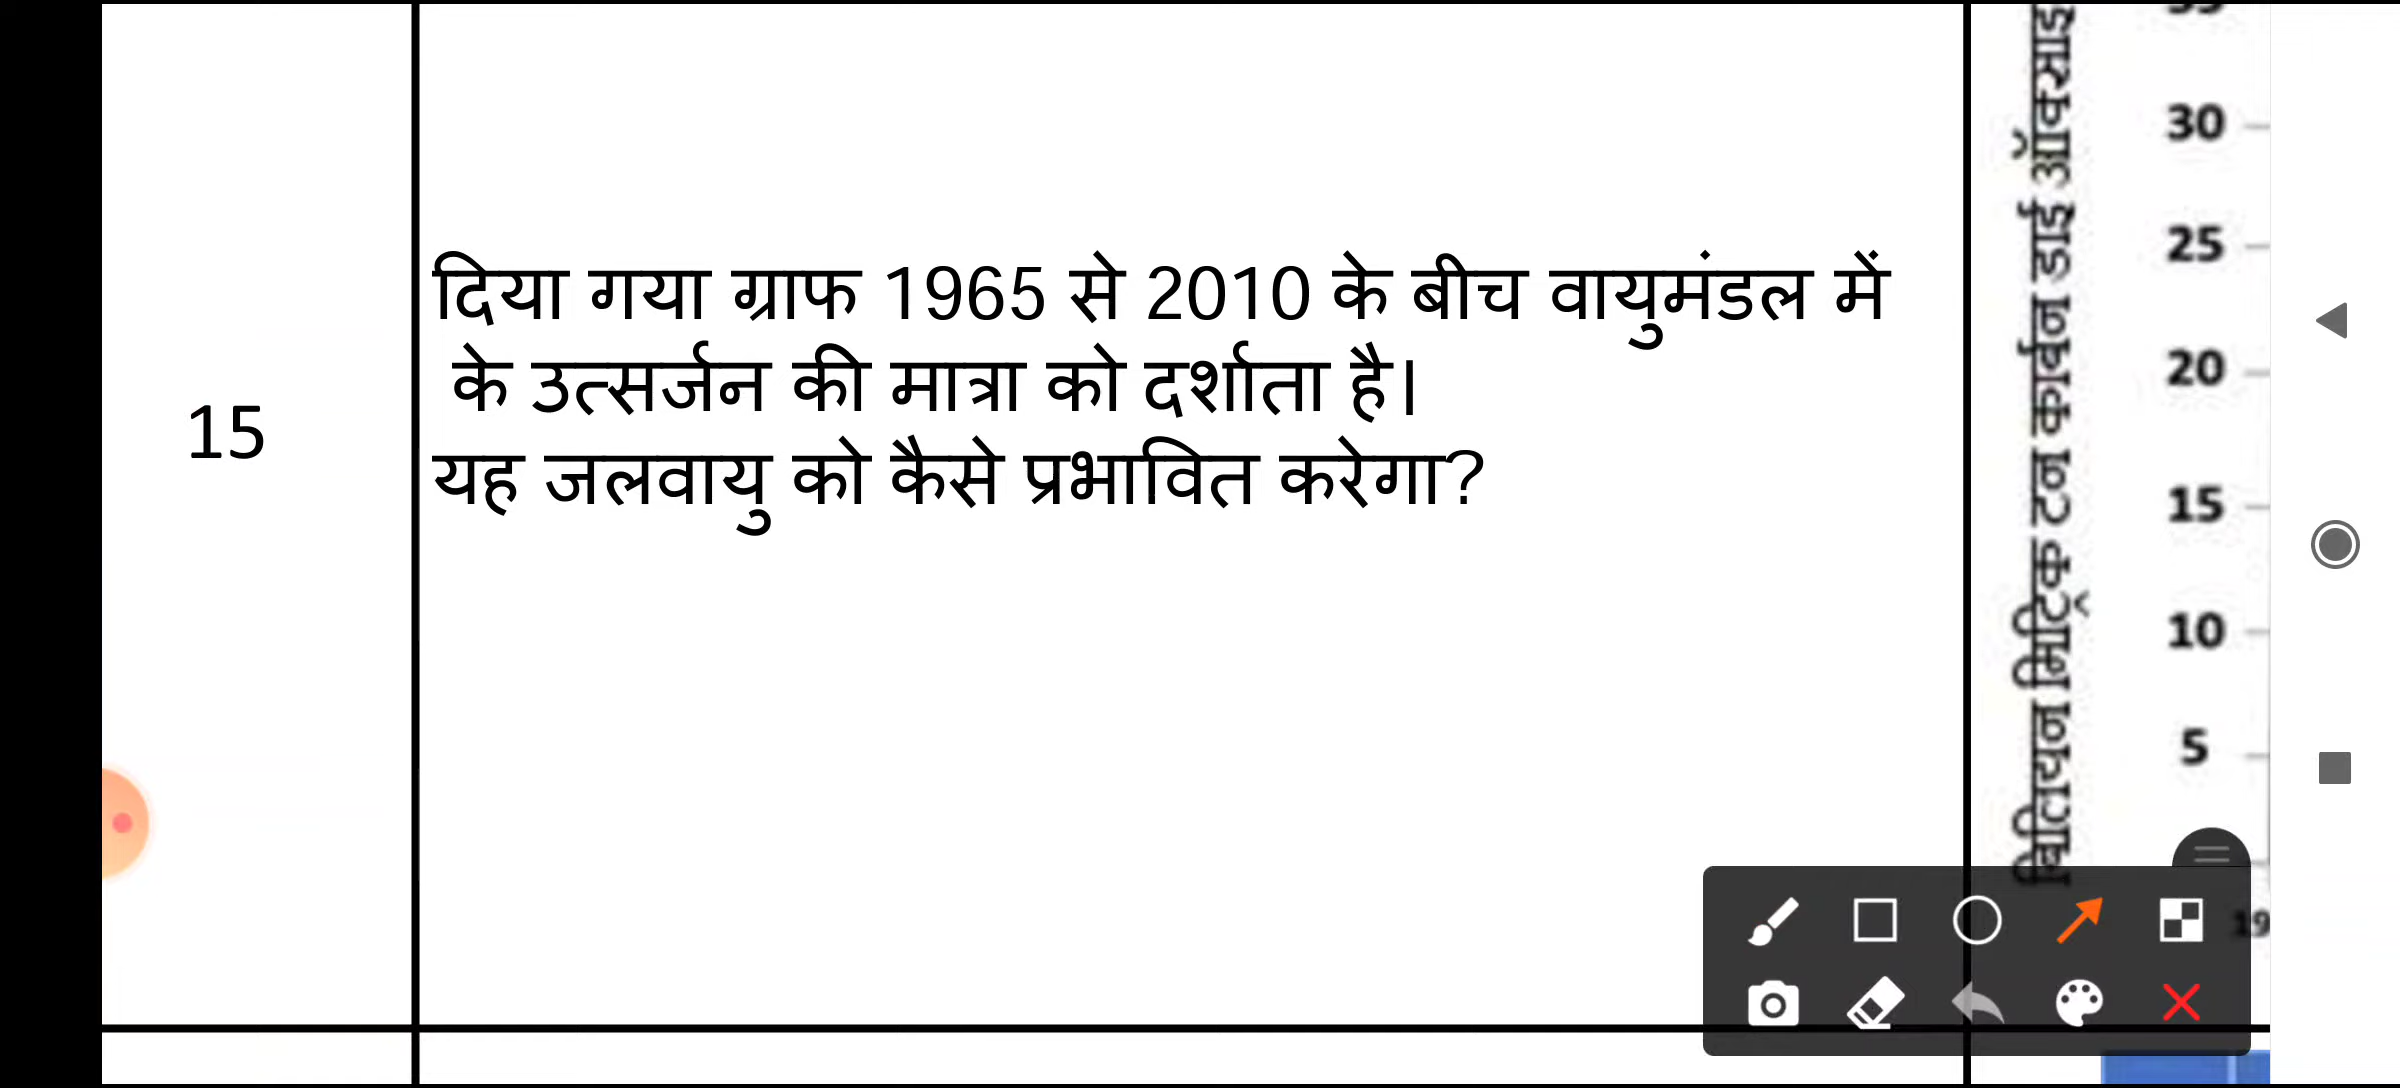 15
दिया गया ग्राफ 1965 से 2010 के बीच वायुमंडल में
के उत्सर्जन की मात्रा को दर्शाता है।
यह जलवायु को कैसे प्रभावित करेगा?
बिलियन मिट्रिक टन कार्बन डाई ऑक्साइ
30
25
20
15
10
5
19